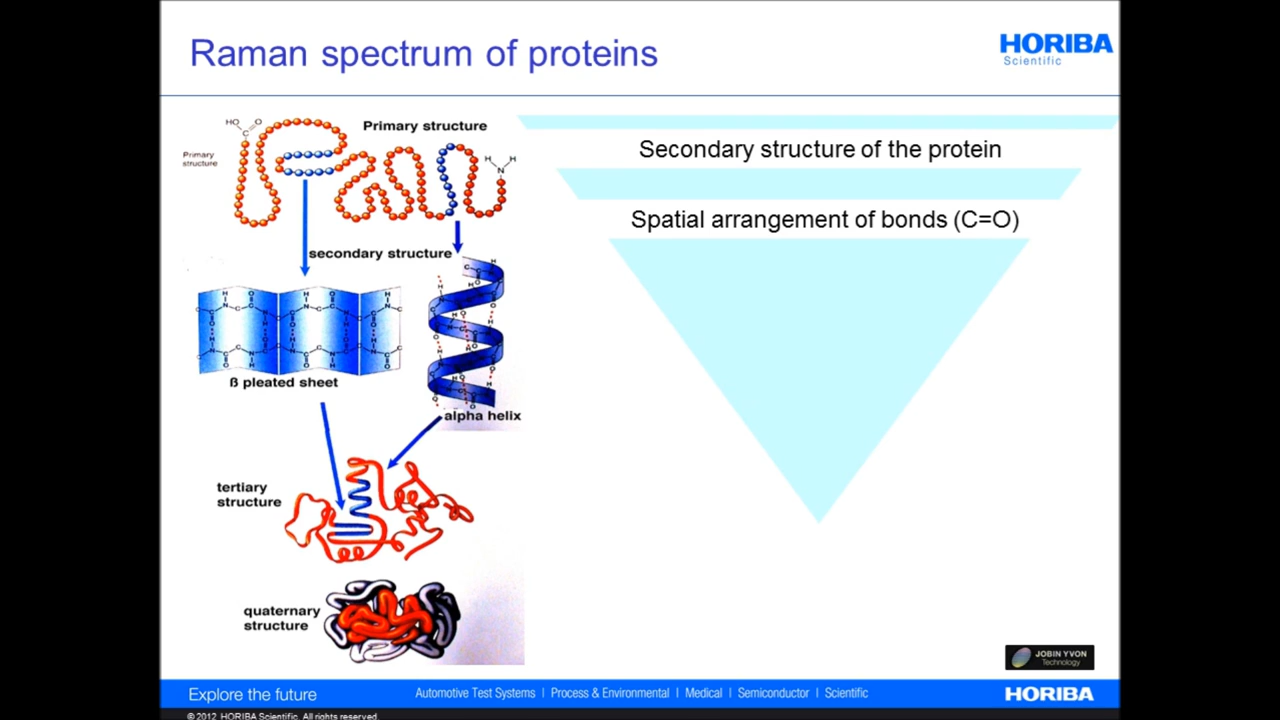 Raman spectrum of proteins
HORIBA
Scientific
HO
O
C
Primary structure
Primary
structure
H H
N
Secondary structure of the protein
Spatial arrangement of bonds (C=O)
secondary structure
ß pleated sheet
alpha helix
tertiary
structure
quaternary
structure
JOBIN YVON
Technology
Explore the future
Automotive Test Systems | Process & Environmental | Medical | Semiconductor | Scientific
HORIBA
© 2012 HORIBA Scientific. All rights reserved.